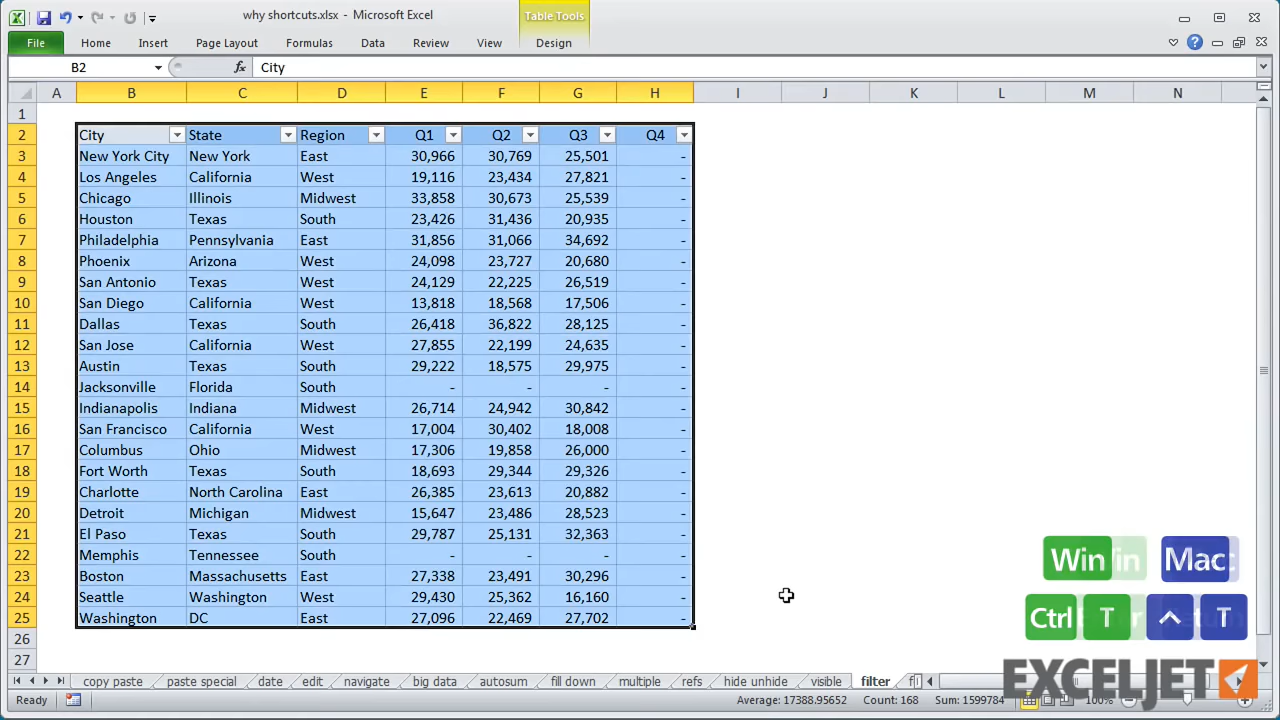 why shortcuts.xlsx - Microsoft Excel
Table Tools
File Home Insert Page Layout Formulas Data Review View Design
B2 fx City
A B C D E F G H I J K L M N
1
2 City State Region Q1 Q2 Q3 Q4
3 New York City New York East 30,966 30,769 25,501 -
4 Los Angeles California West 19,116 23,434 27,821 -
5 Chicago Illinois Midwest 33,858 30,673 25,539 -
6 Houston Texas South 23,426 31,436 20,935 -
7 Philadelphia Pennsylvania East 31,856 31,066 34,692 -
8 Phoenix Arizona West 24,098 23,727 20,680 -
9 San Antonio Texas West 24,129 22,225 26,519 -
10 San Diego California West 13,818 18,568 17,506 -
11 Dallas Texas South 26,418 36,822 28,125 -
12 San Jose California West 27,855 22,199 24,635 -
13 Austin Texas South 29,222 18,575 29,975 -
14 Jacksonville Florida South - - - -
15 Indianapolis Indiana Midwest 26,714 24,942 30,842 -
16 San Francisco California West 17,004 30,402 18,008 -
17 Columbus Ohio Midwest 17,306 19,858 26,000 -
18 Fort Worth Texas South 18,693 29,344 29,326 -
19 Charlotte North Carolina East 26,385 23,613 20,882 -
20 Detroit Michigan Midwest 15,647 23,486 28,523 -
21 El Paso Texas South 29,787 25,131 32,363 -
22 Memphis Tennessee South - - - -
23 Boston Massachusetts East 27,338 23,491 30,296 -
24 Seattle Washington West 29,430 25,362 16,160 -
25 Washington DC East 27,096 22,469 27,702 -
26
27
Win Mac
Ctrl T ^ T
EXCELJET
copy paste paste special date edit navigate big data autosum fill down multiple refs hide unhide visible filter
Ready Average: 17388.95652 Count: 168 Sum: 1599784 100%